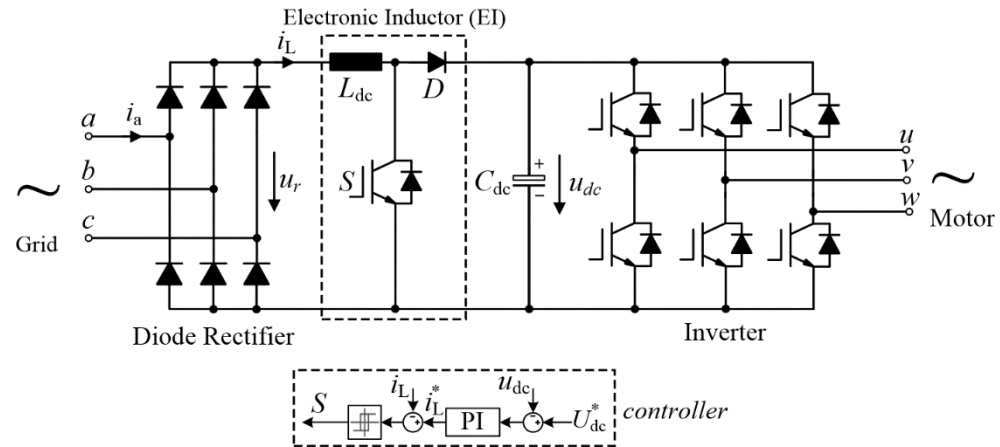 Electronic Inductor (EI)
i_L
L_dc
D
a
i_a
b
c
u_r
S
C_dc
+
−
u_dc
u
v
w
~
Grid
~
Motor
Diode Rectifier
Inverter
S
i_L
i_L^*
PI
u_dc
U_dc^*
controller